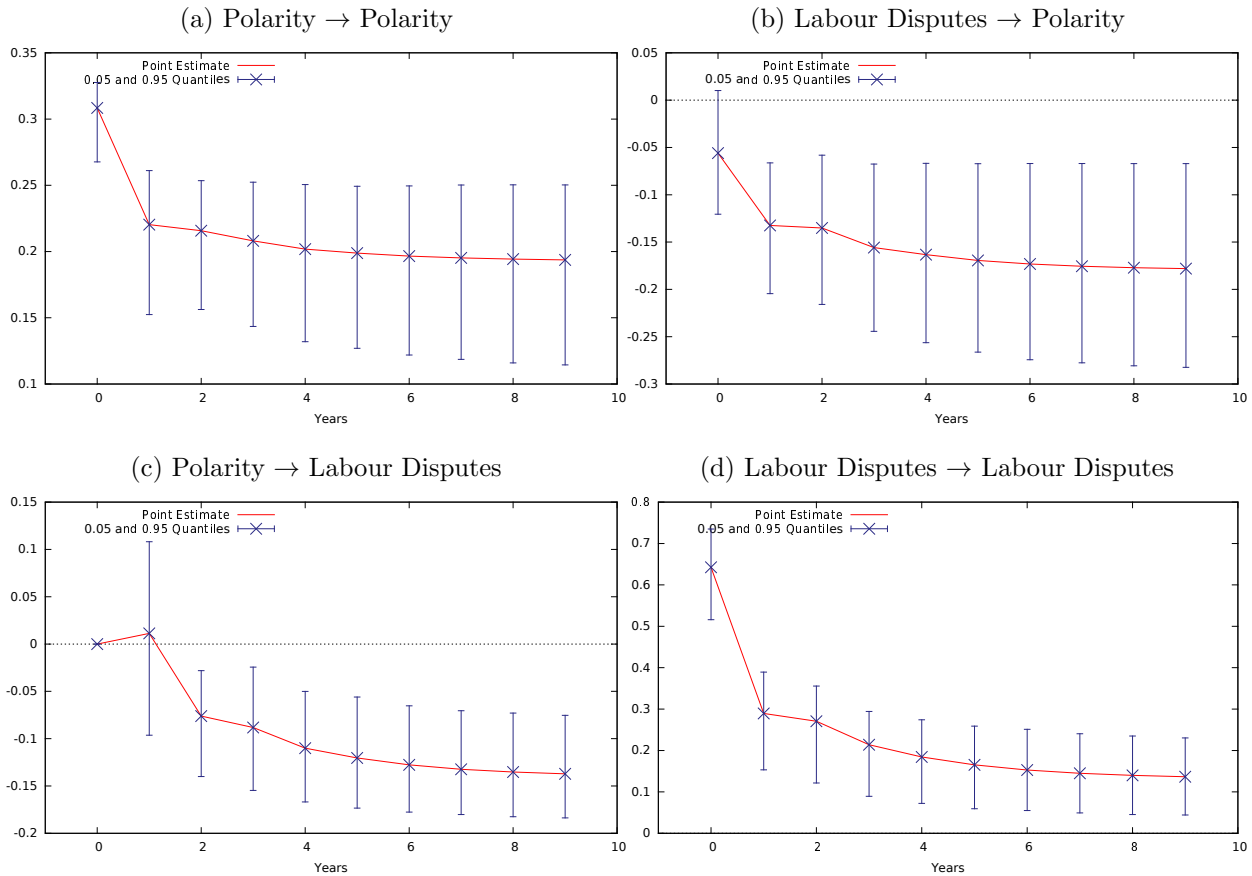 (a) Polarity → Polarity
0.35
0.3
0.25
0.2
0.15
0.1
Point Estimate
0.05 and 0.95 Quantiles
0 2 4 6 8 10
Years
(b) Labour Disputes → Polarity
0.05
0
-0.05
-0.1
-0.15
-0.2
-0.25
-0.3
Point Estimate
0.05 and 0.95 Quantiles
0 2 4 6 8 10
Years
(c) Polarity → Labour Disputes
0.15
0.1
0.05
0
-0.05
-0.1
-0.15
-0.2
Point Estimate
0.05 and 0.95 Quantiles
0 2 4 6 8 10
Years
(d) Labour Disputes → Labour Disputes
0.8
0.7
0.6
0.5
0.4
0.3
0.2
0.1
0
Point Estimate
0.05 and 0.95 Quantiles
0 2 4 6 8 10
Years